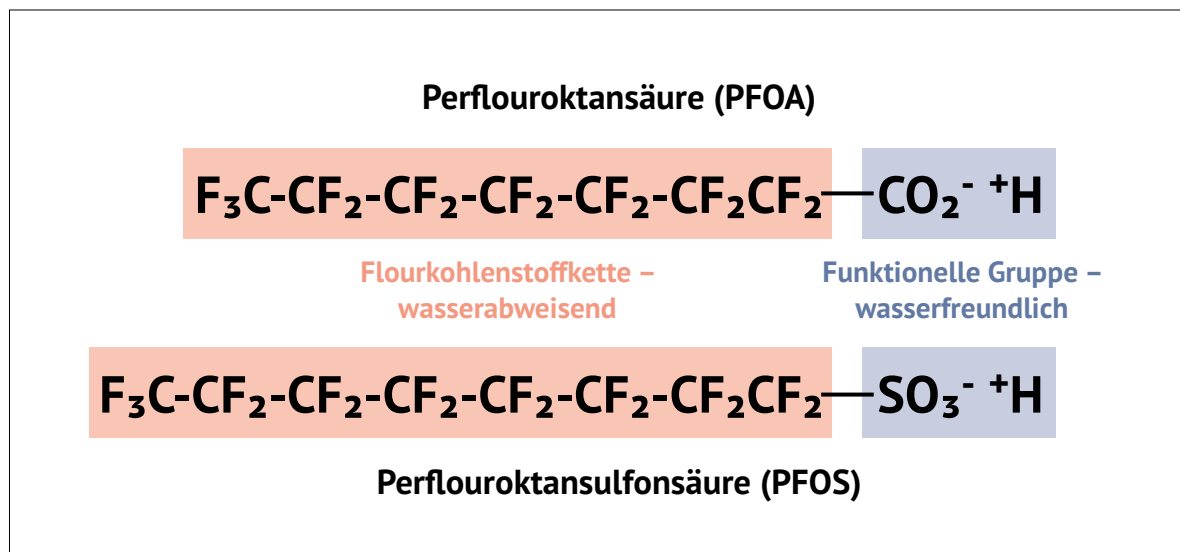 Perflouroktansäure (PFOA)
F₃C-CF₂-CF₂-CF₂-CF₂-CF₂CF₂—CO₂⁻ ⁺H
Flourkohlenstoffkette – Funktionelle Gruppe –
wasserabweisend wasserfreundlich
F₃C-CF₂-CF₂-CF₂-CF₂-CF₂-CF₂CF₂—SO₃⁻ ⁺H
Perflouroktansulfonsäure (PFOS)